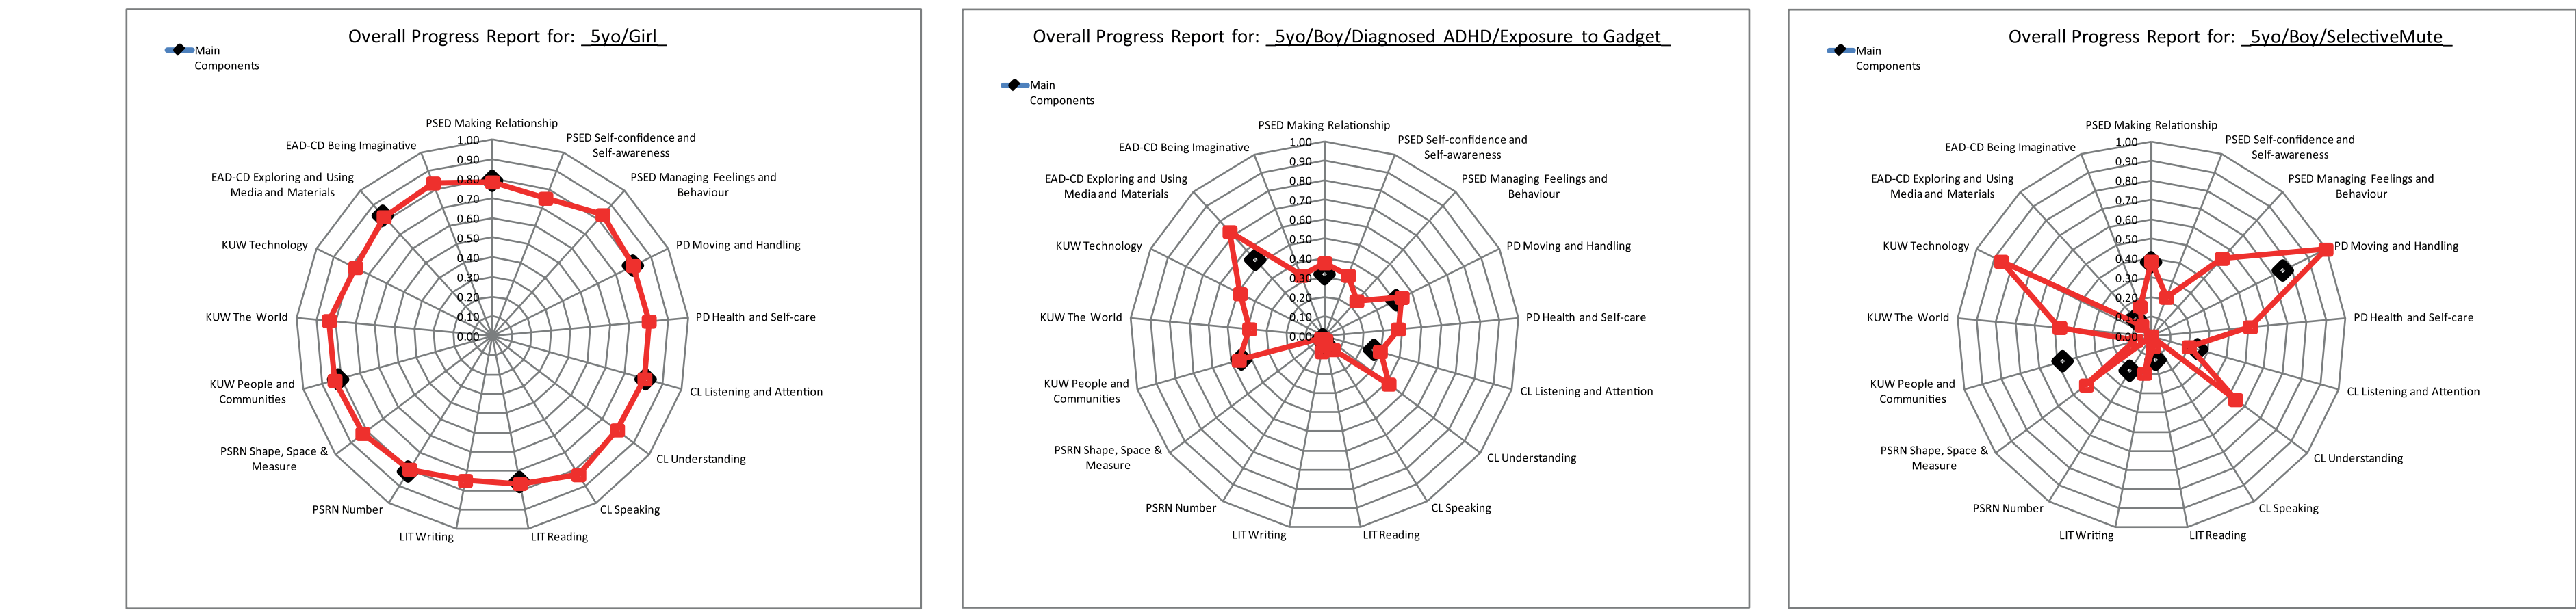 Overall Progress Report for: 5yo/Girl
Main
Components
PSED Making Relationship
PSED Self-confidence and
Self-awareness
PSED Managing Feelings and
Behaviour
PD Moving and Handling
PD Health and Self-care
CL Listening and Attention
CL Understanding
CL Speaking
LIT Reading
LIT Writing
PSRN Number
PSRN Shape, Space &
Measure
KUW People and
Communities
KUW The World
KUW Technology
EAD-CD Exploring and Using
Media and Materials
EAD-CD Being Imaginative
1.00
0.90
0.80
0.70
0.60
0.50
0.40
0.30
0.20
0.10
0.00
Overall Progress Report for: 5yo/Boy/Diagnosed ADHD/Exposure to Gadget
Main
Components
PSED Making Relationship
PSED Self-confidence and
Self-awareness
PSED Managing Feelings and
Behaviour
PD Moving and Handling
PD Health and Self-care
CL Listening and Attention
CL Understanding
CL Speaking
LIT Reading
LIT Writing
PSRN Number
PSRN Shape, Space &
Measure
KUW People and
Communities
KUW The World
KUW Technology
EAD-CD Exploring and Using
Media and Materials
EAD-CD Being Imaginative
1.00
0.90
0.80
0.70
0.60
0.50
0.40
0.30
0.20
0.10
0.00
Overall Progress Report for: 5yo/Boy/SelectiveMute
Main
Components
PSED Making Relationship
PSED Self-confidence and
Self-awareness
PSED Managing Feelings and
Behaviour
PD Moving and Handling
PD Health and Self-care
CL Listening and Attention
CL Understanding
CL Speaking
LIT Reading
LIT Writing
PSRN Number
PSRN Shape, Space &
Measure
KUW People and
Communities
KUW The World
KUW Technology
EAD-CD Exploring and Using
Media and Materials
EAD-CD Being Imaginative
1.00
0.90
0.80
0.70
0.60
0.50
0.40
0.30
0.20
0.10
0.00